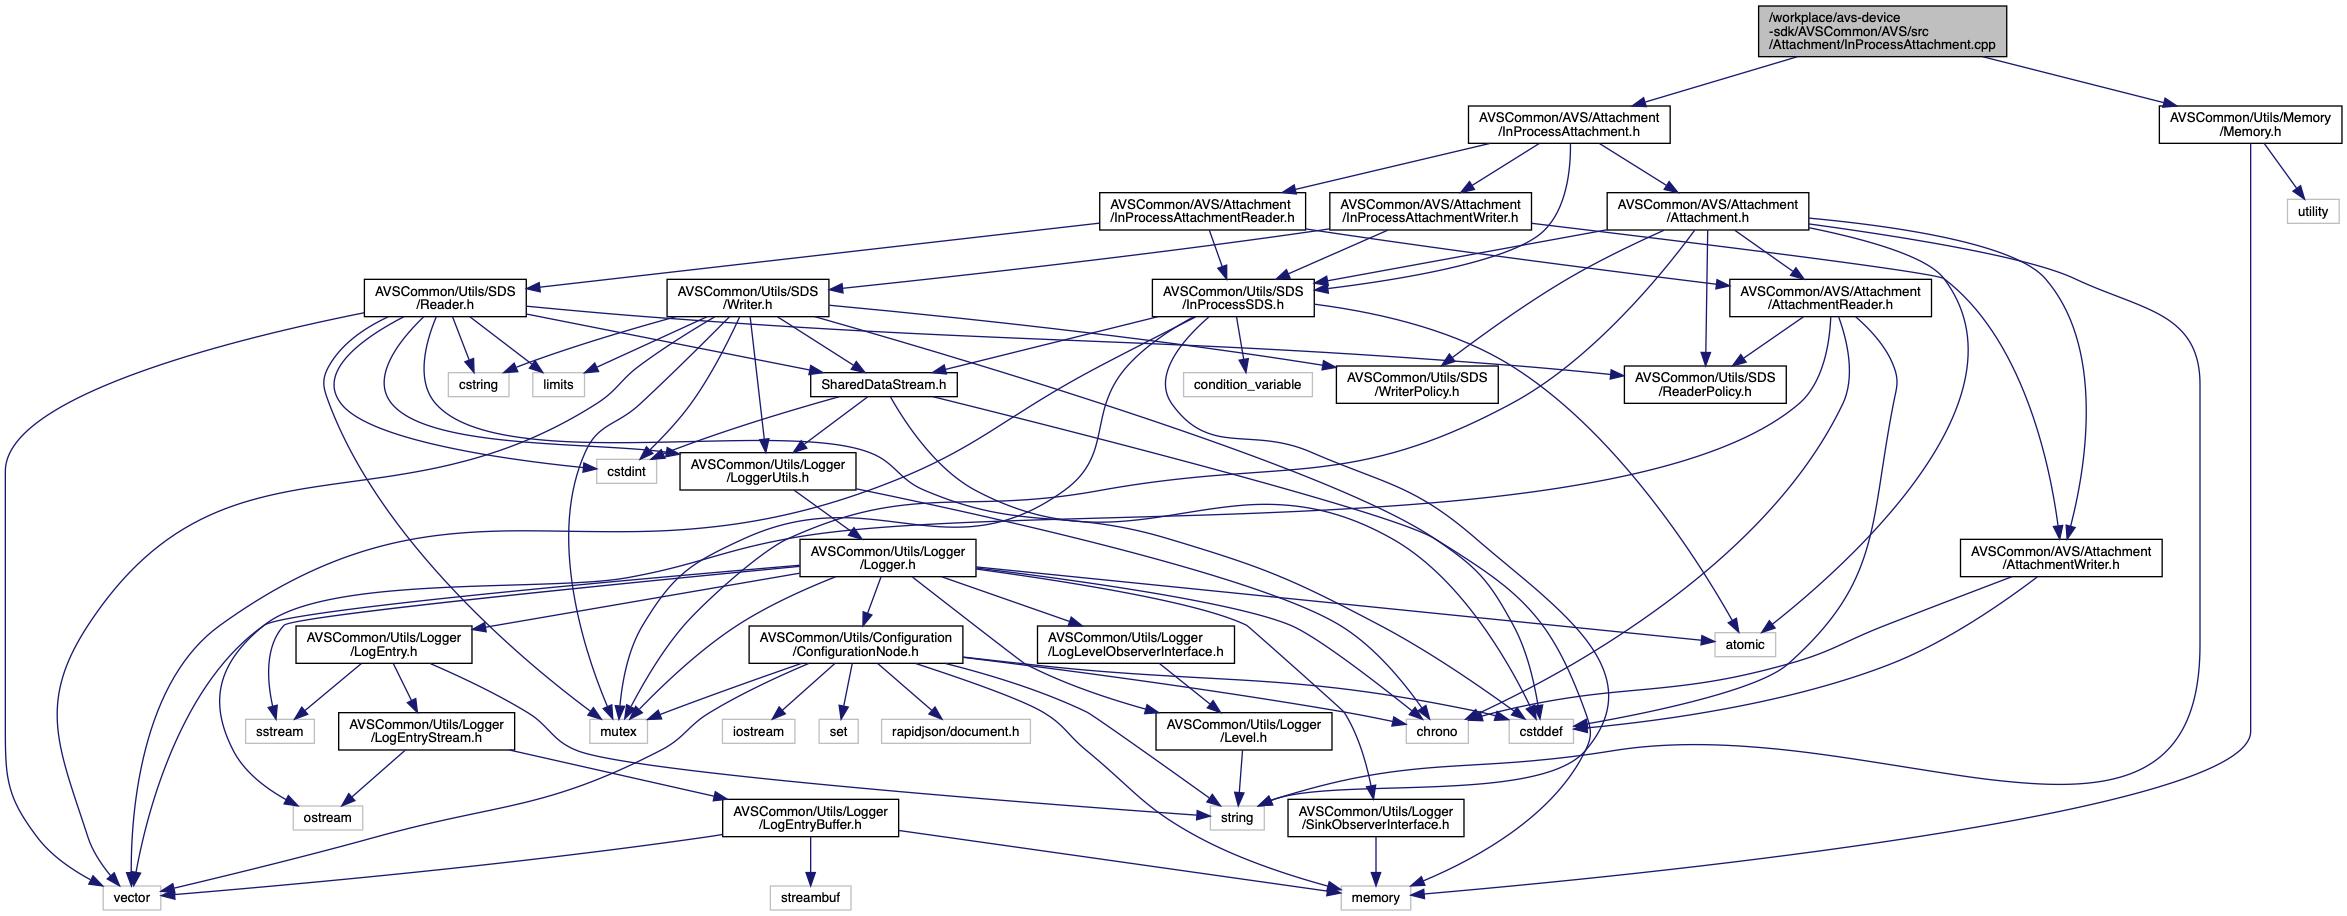 /workplace/avs-device
-sdk/AVSCommon/AVS/src
/Attachment/InProcessAttachment.cpp
AVSCommon/AVS/Attachment
/InProcessAttachment.h
AVSCommon/Utils/Memory
/Memory.h
AVSCommon/AVS/Attachment
/InProcessAttachmentReader.h
AVSCommon/AVS/Attachment
/InProcessAttachmentWriter.h
AVSCommon/AVS/Attachment
/Attachment.h
utility
AVSCommon/Utils/SDS
/Reader.h
AVSCommon/Utils/SDS
/Writer.h
AVSCommon/Utils/SDS
/InProcessSDS.h
AVSCommon/AVS/Attachment
/AttachmentReader.h
cstring
limits
SharedDataStream.h
condition_variable
AVSCommon/Utils/SDS
/WriterPolicy.h
AVSCommon/Utils/SDS
/ReaderPolicy.h
cstdint
AVSCommon/Utils/Logger
/LoggerUtils.h
AVSCommon/Utils/Logger
/Logger.h
AVSCommon/AVS/Attachment
/AttachmentWriter.h
AVSCommon/Utils/Logger
/LogEntry.h
AVSCommon/Utils/Configuration
/ConfigurationNode.h
AVSCommon/Utils/Logger
/LogLevelObserverInterface.h
atomic
sstream
AVSCommon/Utils/Logger
/LogEntryStream.h
mutex
iostream
set
rapidjson/document.h
AVSCommon/Utils/Logger
/Level.h
chrono
cstddef
ostream
AVSCommon/Utils/Logger
/LogEntryBuffer.h
string
AVSCommon/Utils/Logger
/SinkObserverInterface.h
vector
streambuf
memory